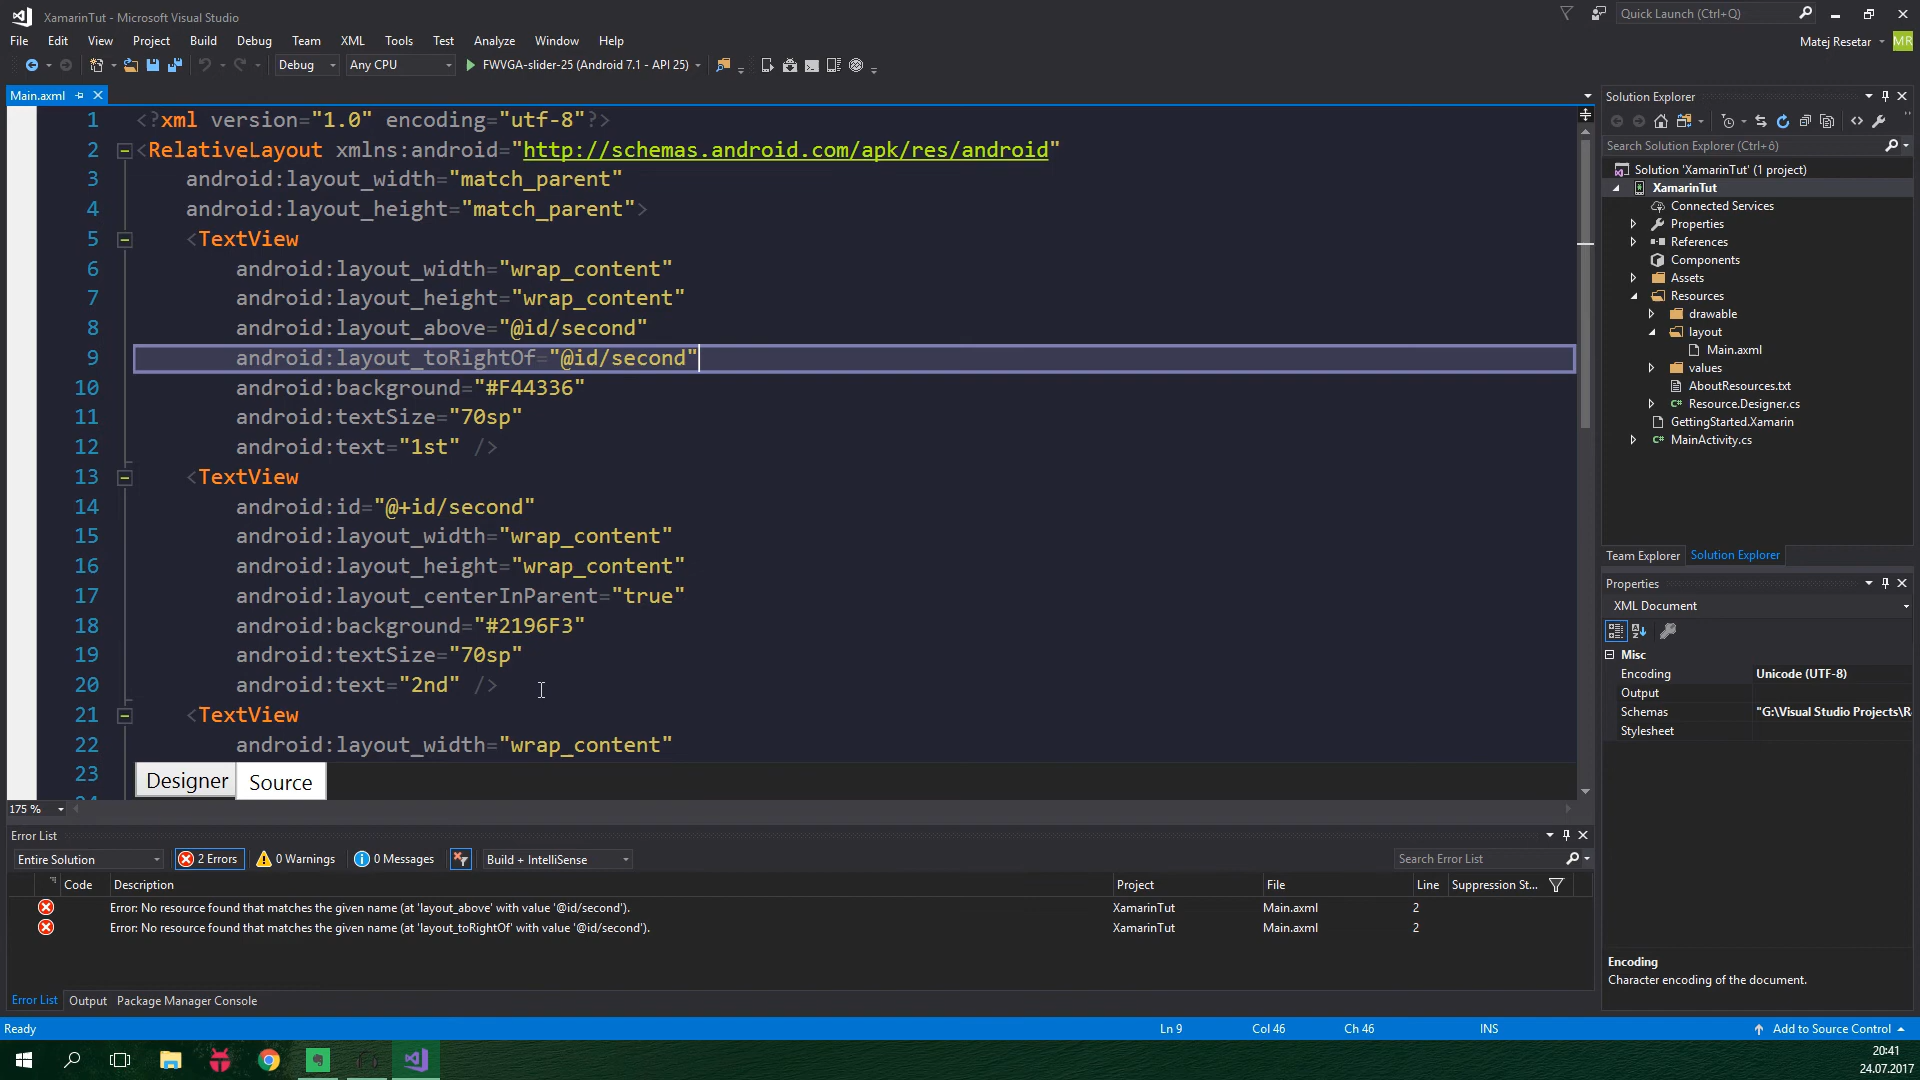 XamarinTut - Microsoft Visual Studio
Quick Launch (Ctrl+Q)
File Edit View Project Build Debug Team XML Tools Test Analyze Window Help
Matej Resetar MR
Debug Any CPU FWVGA-slider-25 (Android 7.1 - API 25)
Main.axml
1 <?xml version="1.0" encoding="utf-8"?>
2 <RelativeLayout xmlns:android="http://schemas.android.com/apk/res/android"
3 android:layout_width="match_parent"
4 android:layout_height="match_parent">
5 <TextView
6 android:layout_width="wrap_content"
7 android:layout_height="wrap_content"
8 android:layout_above="@id/second"
9 android:layout_toRightOf="@id/second"
10 android:background="#F44336"
11 android:textSize="70sp"
12 android:text="1st" />
13 <TextView
14 android:id="@+id/second"
15 android:layout_width="wrap_content"
16 android:layout_height="wrap_content"
17 android:layout_centerInParent="true"
18 android:background="#2196F3"
19 android:textSize="70sp"
20 android:text="2nd" />
21 <TextView
22 android:layout_width="wrap_content"
23
Designer Source
175 %
Error List
Entire Solution 2 Errors 0 Warnings 0 Messages Build + IntelliSense Search Error List
Code Description Project File Line Suppression St...
Error: No resource found that matches the given name (at 'layout_above' with value '@id/second'). XamarinTut Main.axml 2
Error: No resource found that matches the given name (at 'layout_toRightOf' with value '@id/second'). XamarinTut Main.axml 2
Error List Output Package Manager Console
Solution Explorer
Search Solution Explorer (Ctrl+ó)
Solution 'XamarinTut' (1 project)
XamarinTut
Connected Services
Properties
References
Components
Assets
Resources
drawable
layout
Main.axml
values
AboutResources.txt
C# Resource.Designer.cs
GettingStarted.Xamarin
C# MainActivity.cs
Team Explorer Solution Explorer
Properties
XML Document
Misc
Encoding Unicode (UTF-8)
Output
Schemas "G:\Visual Studio Projects\R
Stylesheet
Encoding
Character encoding of the document.
Ready Ln 9 Col 46 Ch 46 INS Add to Source Control
20:41
24.07.2017